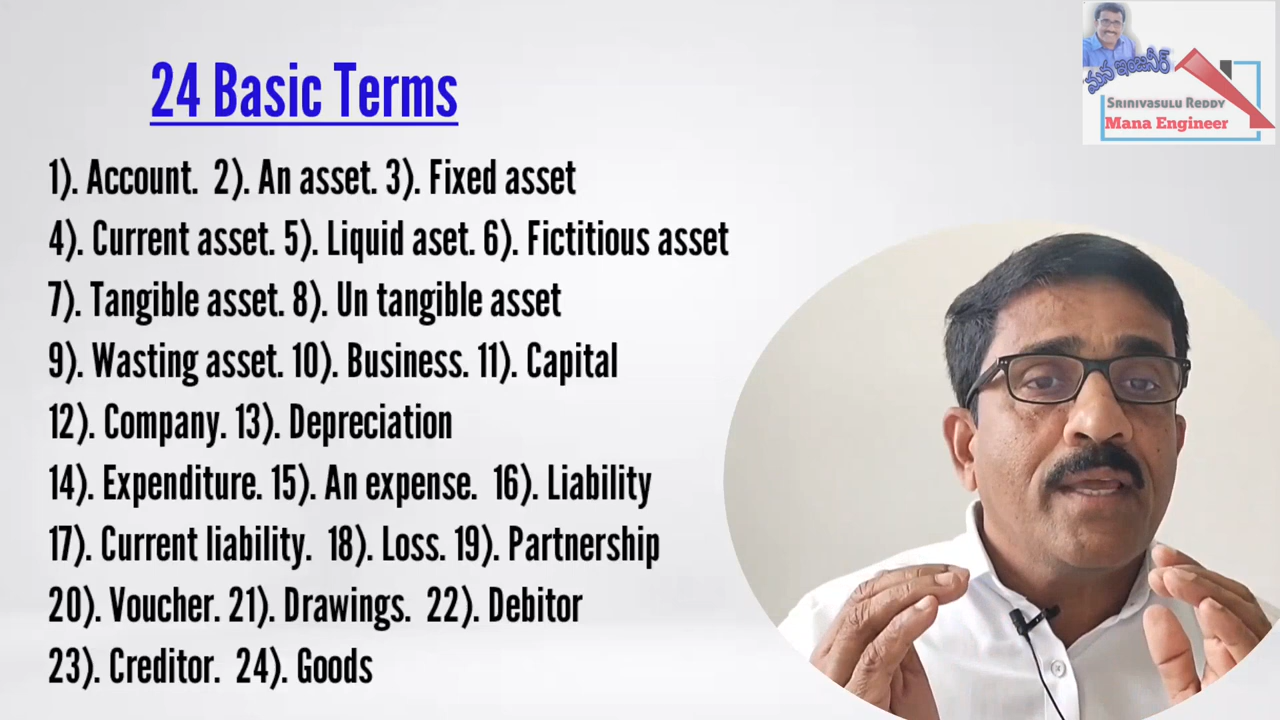 24 Basic Terms
మన ఇంజనీర్
SRINIVASULU REDDY
Mana Engineer
1). Account. 2). An asset. 3). Fixed asset
4). Current asset. 5). Liquid aset. 6). Fictitious asset
7). Tangible asset. 8). Un tangible asset
9). Wasting asset. 10). Business. 11). Capital
12). Company. 13). Depreciation
14). Expenditure. 15). An expense. 16). Liability
17). Current liability. 18). Loss. 19). Partnership
20). Voucher. 21). Drawings. 22). Debitor
23). Creditor. 24). Goods